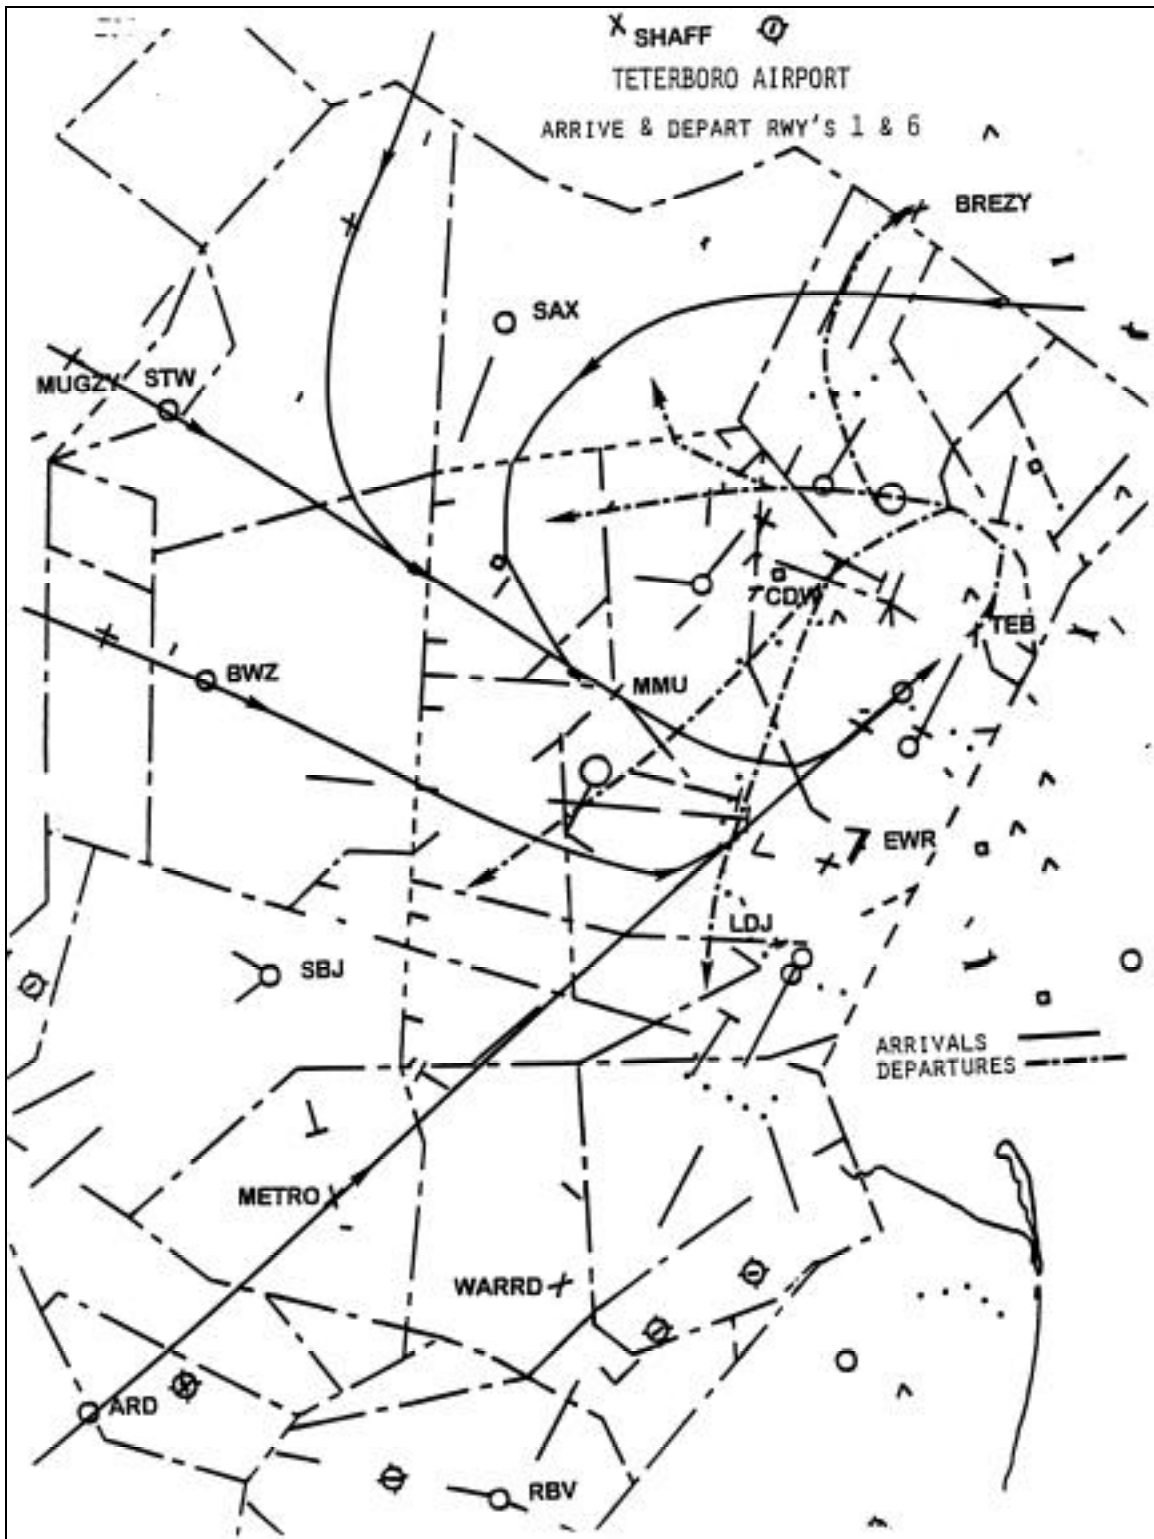 SHAFF
TETERBORO AIRPORT
ARRIVE & DEPART RWY'S 1 & 6
BREZY
SAX
MUGZY
STW
CDW
TEB
BWZ
MMU
EWR
LDJ
SBJ
ARRIVALS
DEPARTURES
METRO
WARRD
ARD
RBV